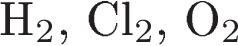 H₂, Cl₂, O₂